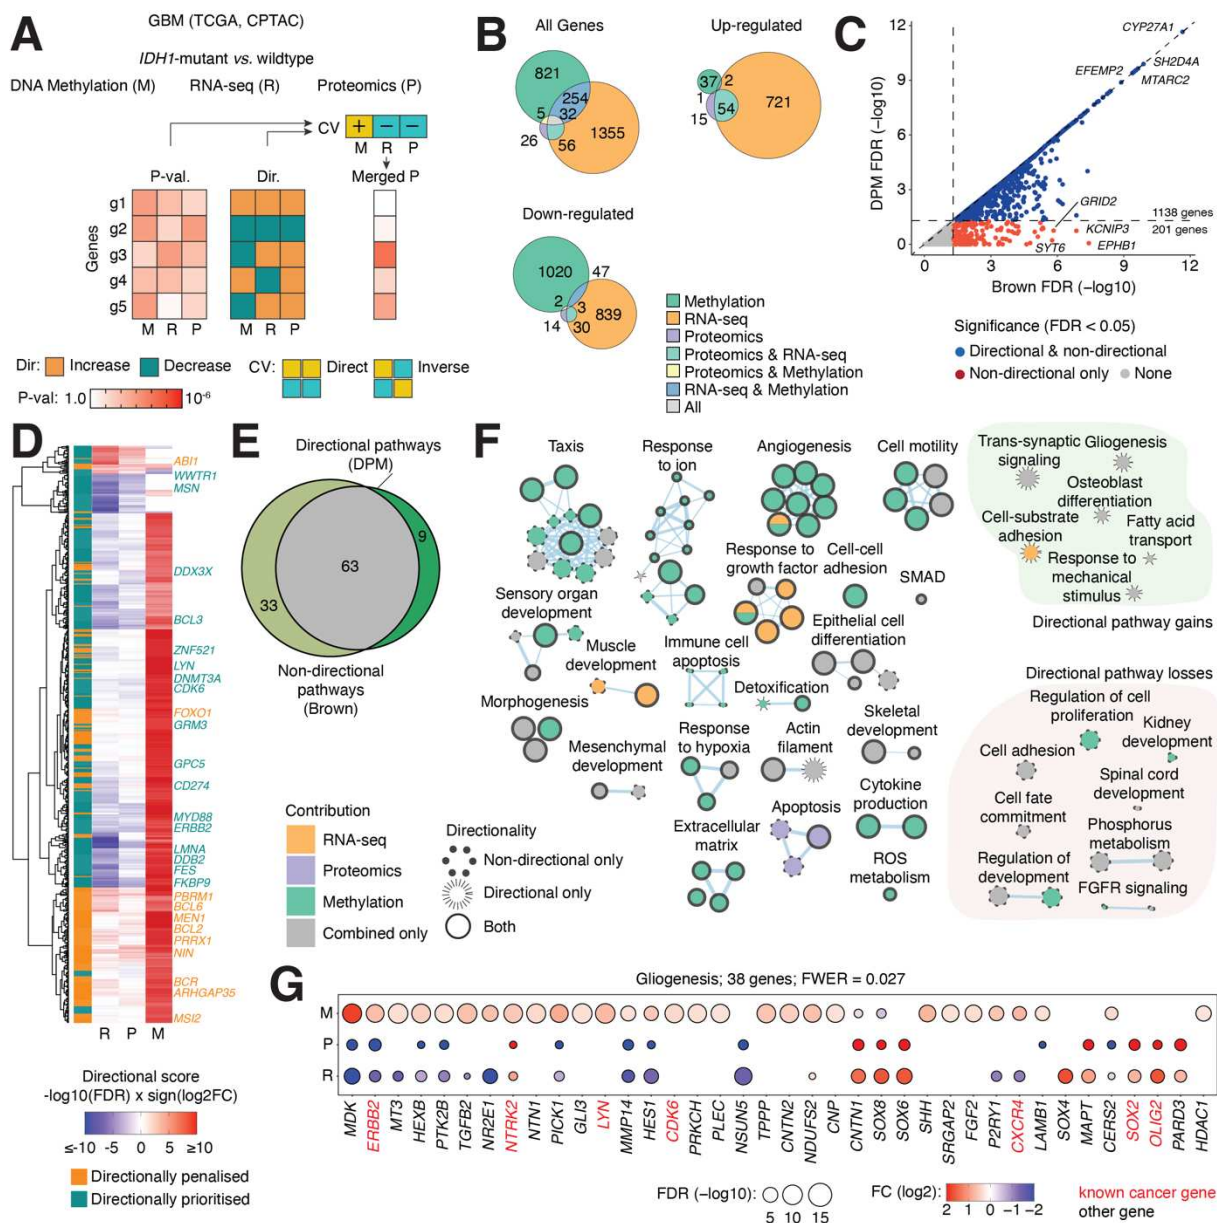 A
GBM (TCGA, CPTAC)
IDH1-mutant vs. wildtype
DNA Methylation (M)
RNA-seq (R)
Proteomics (P)
CV
+ − −
M R P
P-val.
Dir.
Merged P
Genes
g1
g2
g3
g4
g5
M R P
M R P
Dir: Increase Decrease
P-val: 1.0 10-6
CV: Direct Inverse
B
All Genes
821
254
5
32
1355
26
56
Up-regulated
37
2
1
54
721
15
Down-regulated
1020
47
2
3
839
14
30
Methylation
RNA-seq
Proteomics
Proteomics & RNA-seq
Proteomics & Methylation
RNA-seq & Methylation
All
C
DPM FDR (−log10)
12
9
6
3
0
CYP27A1
SH2D4A
EFEMP2
MTARC2
GRID2
1138 genes
201 genes
KCNIP3
SYT6
EPHB1
0 3 6 9 12
Brown FDR (−log10)
Significance (FDR < 0.05)
Directional & non-directional
Non-directional only
None
D
ABI1
WWTR1
MSN
DDX3X
BCL3
ZNF521
LYN
DNMT3A
CDK6
FOXO1
GRM3
GPC5
CD274
MYD88
ERBB2
LMNA
DDB2
FES
FKBP9
PBRM1
BCL6
MEN1
BCL2
PRRX1
NIN
BCR
ARHGAP35
MSI2
R P M
Directional score
-log10(FDR) x sign(log2FC)
≤-10 −5 0 5 ≥10
Directionally penalised
Directionally prioritised
E
Directional pathways
(DPM)
9
63
33
Non-directional
pathways
(Brown)
Contribution
RNA-seq
Proteomics
Methylation
Combined only
Directionality
Non-directional only
Directional only
Both
F
Taxis
Response
to ion
Angiogenesis
Cell motility
Response to
growth factor
Cell-cell
adhesion
SMAD
Sensory organ
development
Muscle
development
Immune cell
apoptosis
Epithelial cell
differentiation
Detoxification
Morphogenesis
Mesenchymal
development
Response
to hypoxia
Actin
filament
Skeletal
development
Extracellular
matrix
Apoptosis
Cytokine
production
ROS
metabolism
Trans-synaptic
signaling
Gliogenesis
Osteoblast
differentiation
Cell-substrate
adhesion
Fatty acid
transport
Response to
mechanical
stimulus
Directional pathway gains
Directional pathway losses
Regulation of cell
proliferation
Kidney
development
Cell adhesion
Spinal cord
development
Cell fate
commitment
Phosphorus
metabolism
Regulation of
development
FGFR signaling
G
Gliogenesis; 38 genes; FWER = 0.027
M
P
R
MDK ERBB2 MT3 HEXB PTK2B TGFB2 NR2E1 NTRK2 NTN1 PICK1 GLI3 LYN MMP14 HES1 CDK6 PRKCH PLEC NSUN5 TPPP CNTN2 NDUFS2 CNP CNTN1 SOX8 SOX6 SHH SRGAP2 FGF2 P2RY1 CXCR4 LAMB1 SOX4 MAPT CERS2 SOX2 OLIG2 PARD3 HDAC1
FDR (−log10):
5 10 15
FC (log2):
2 1 0 −1 −2
known cancer gene
other gene